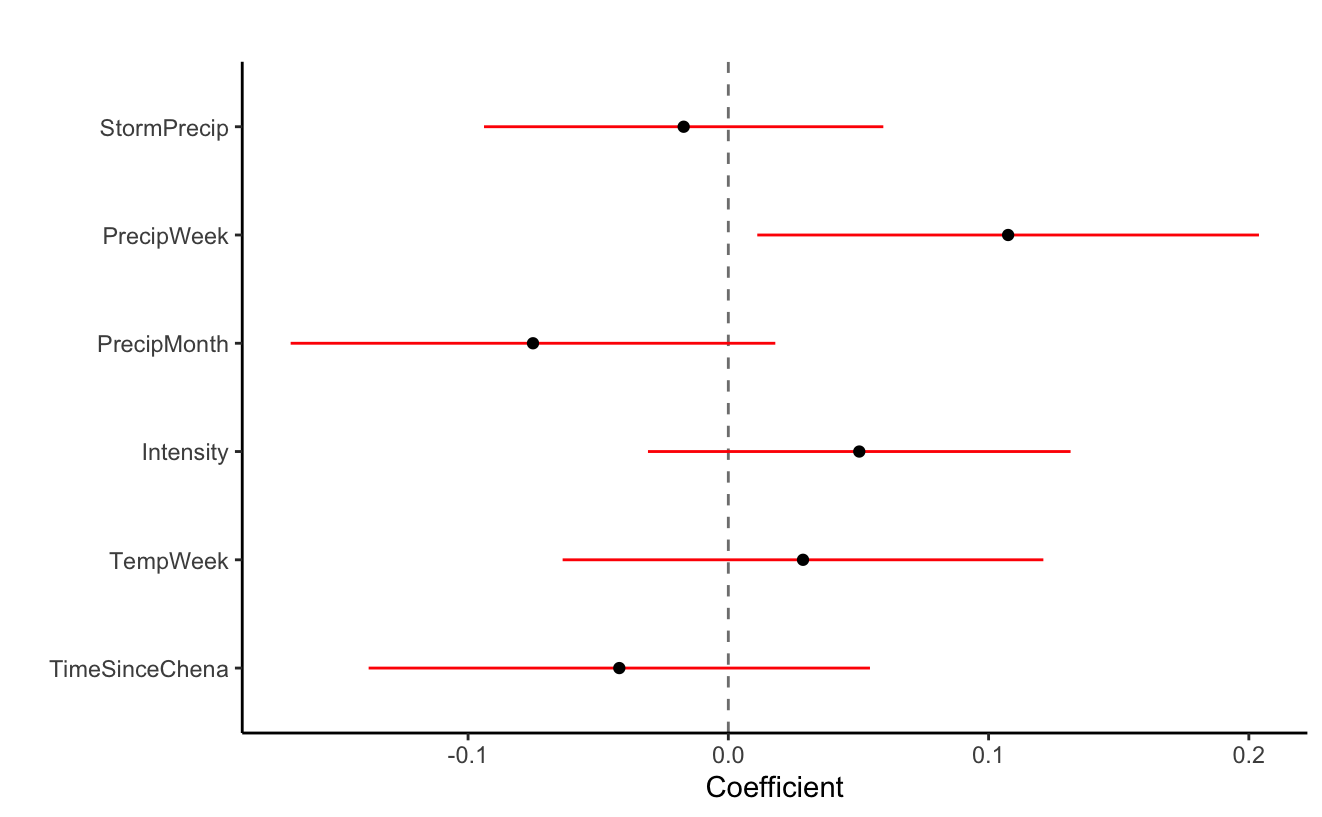 StormPrecip
PrecipWeek
PrecipMonth
Intensity
TempWeek
TimeSinceChena
-0.1 0.0 0.1 0.2
Coefficient